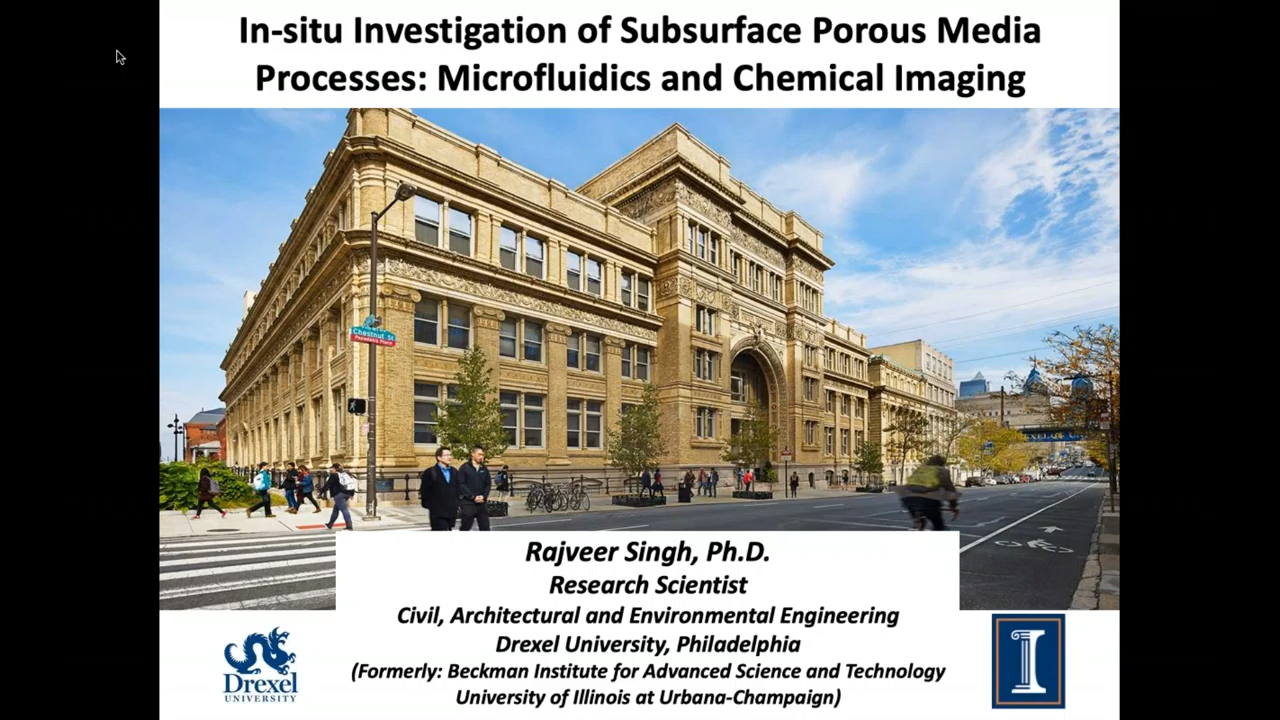 In-situ Investigation of Subsurface Porous Media
Processes: Microfluidics and Chemical Imaging
Chestnut St
Rajveer Singh, Ph.D.
Research Scientist
Civil, Architectural and Environmental Engineering
Drexel University, Philadelphia
(Formerly: Beckman Institute for Advanced Science and Technology
University of Illinois at Urbana-Champaign)
Drexel
UNIVERSITY
I